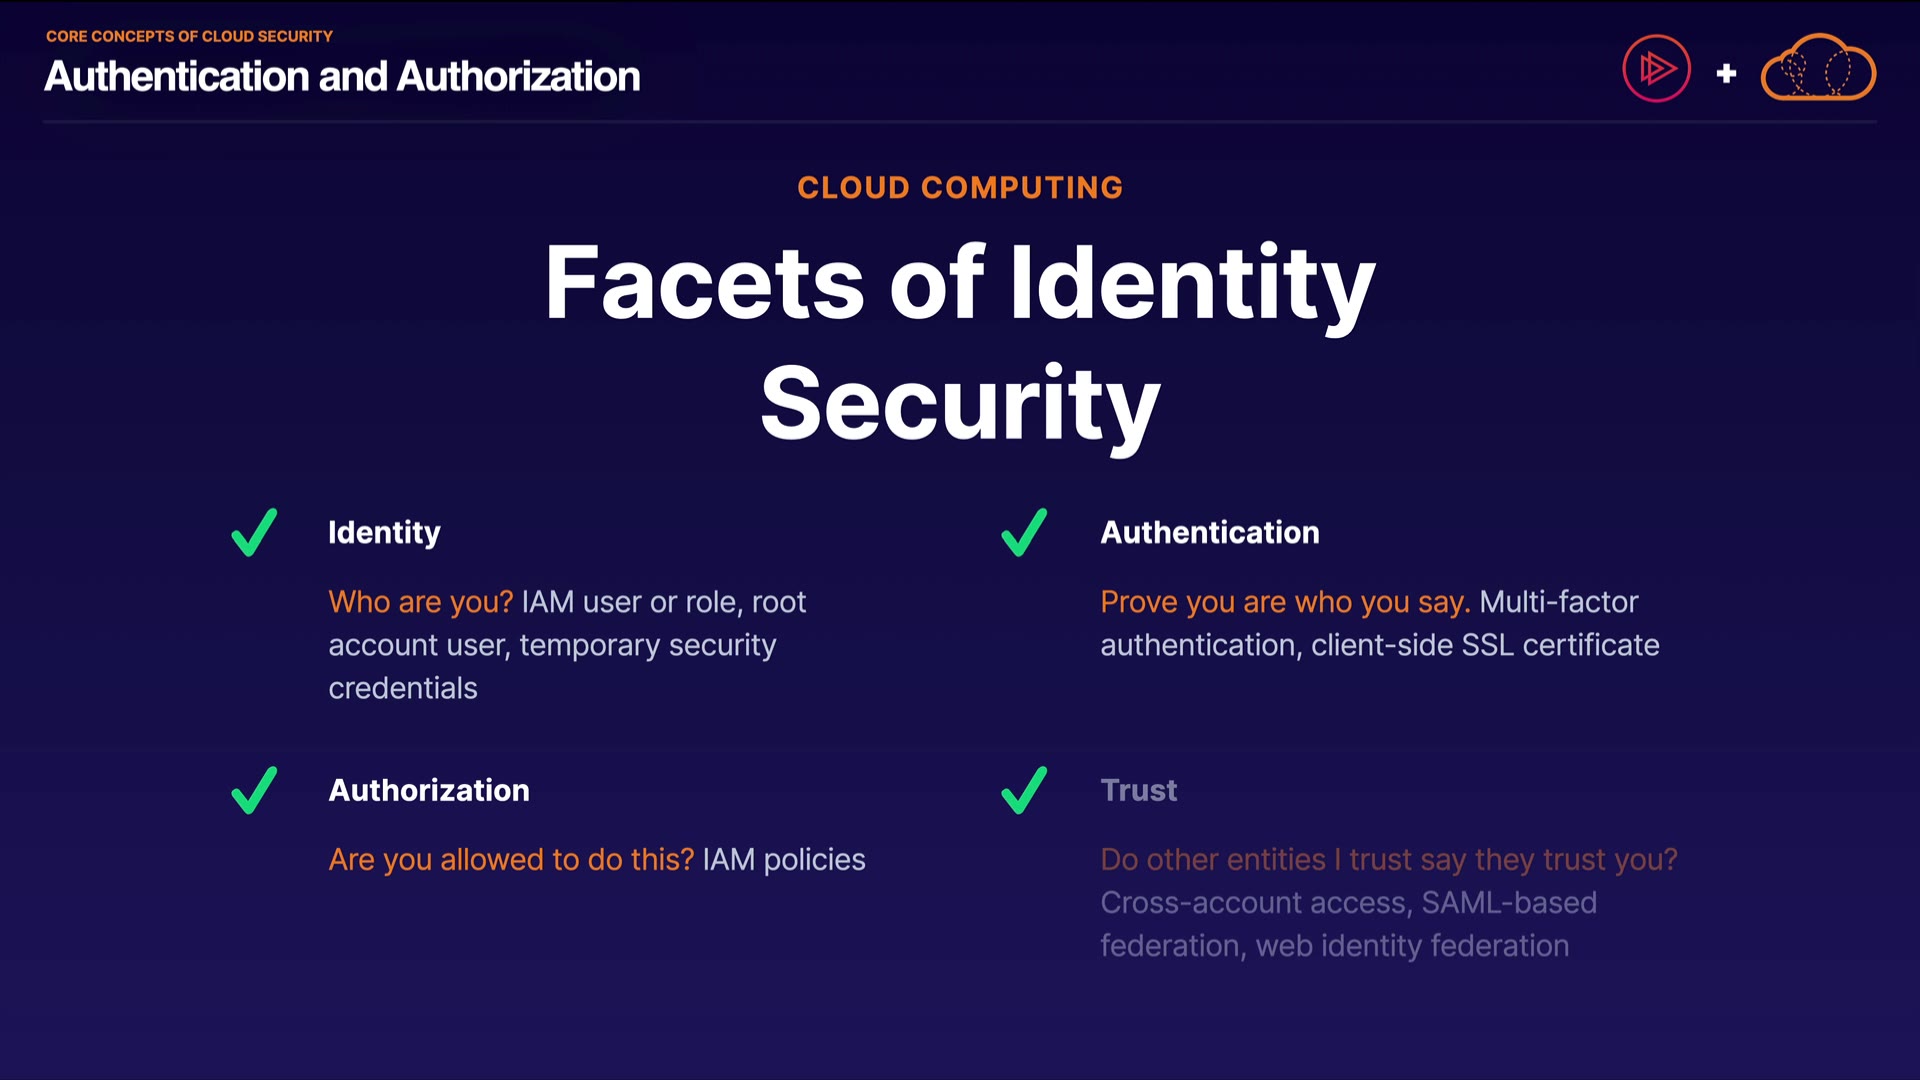 CORE CONCEPTS OF CLOUD SECURITY
Authentication and Authorization
CLOUD COMPUTING
Facets of Identity
Security
Identity
Who are you? IAM user or role, root
account user, temporary security
credentials
Authentication
Prove you are who you say. Multi-factor
authentication, client-side SSL certificate
Authorization
Are you allowed to do this? IAM policies
Trust
Do other entities I trust say they trust you?
Cross-account access, SAML-based
federation, web identity federation